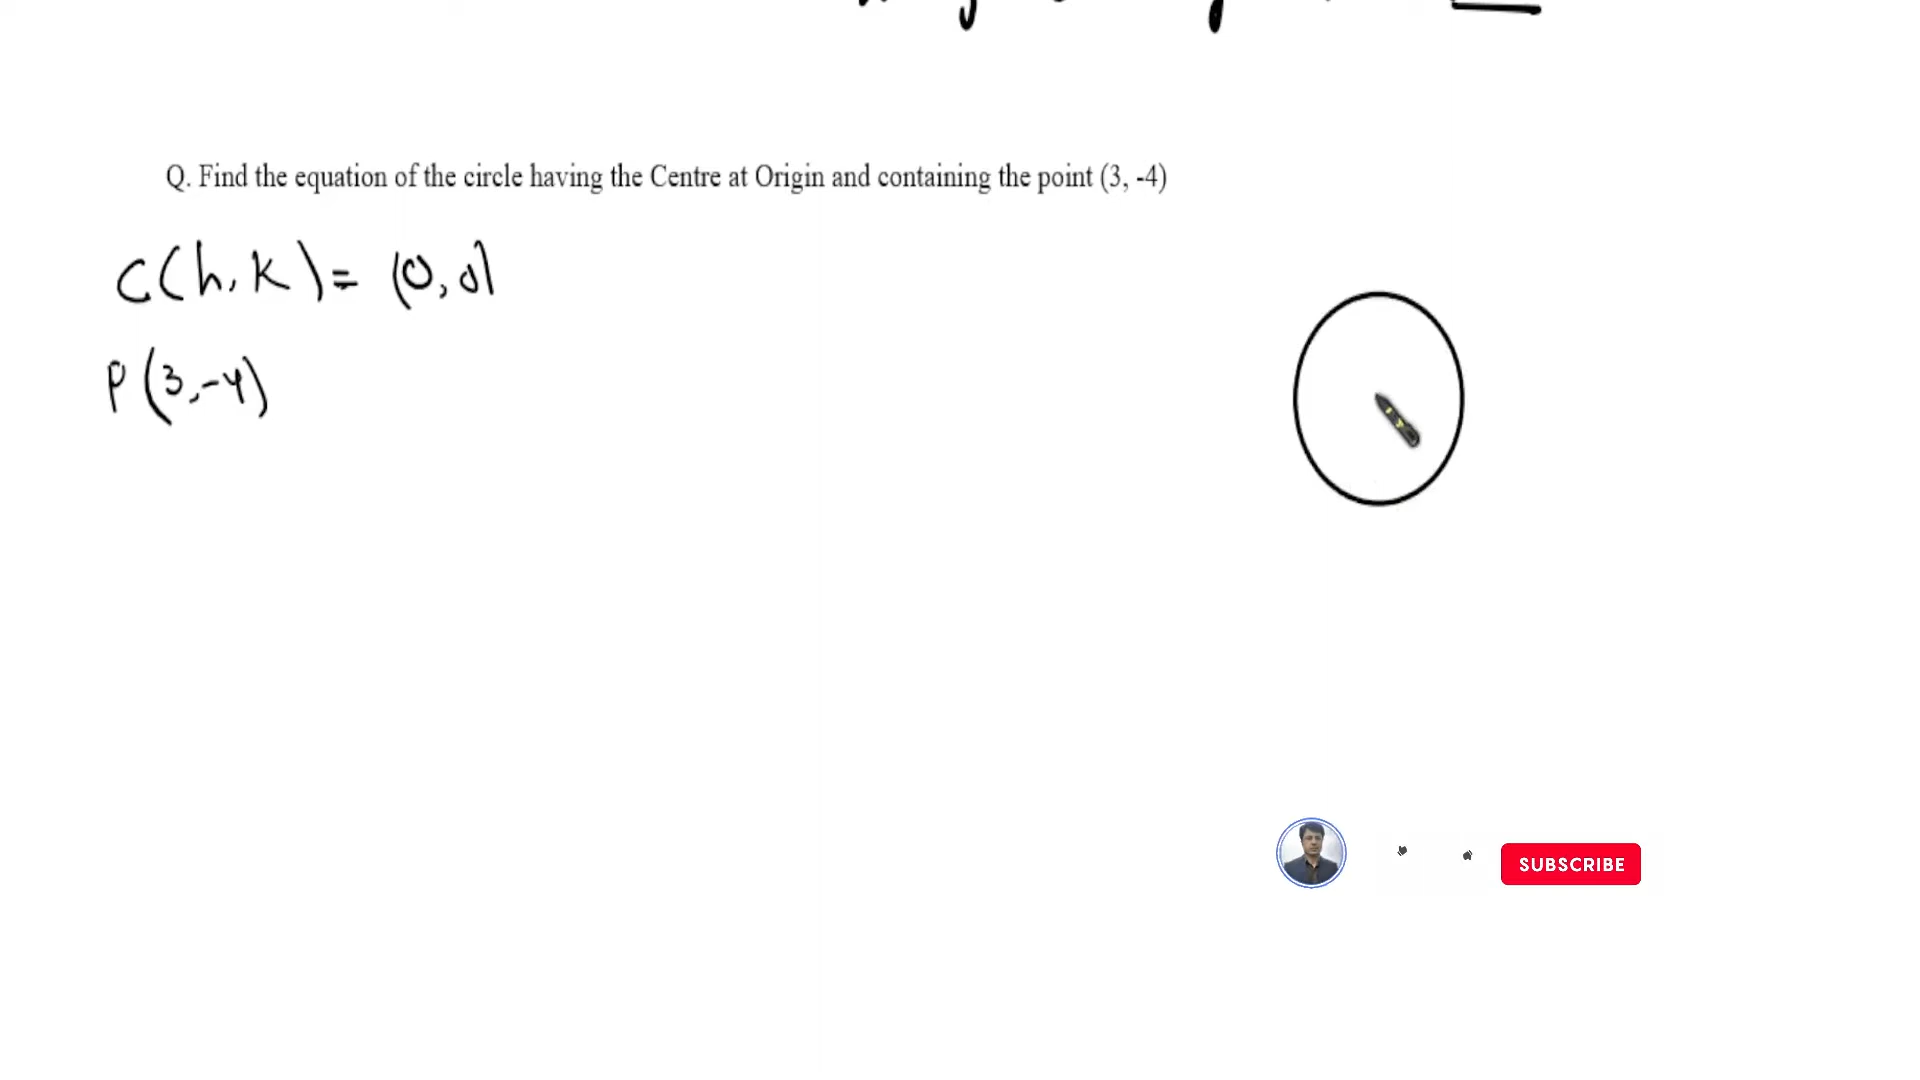 Q. Find the equation of the circle having the Centre at Origin and containing the point (3, -4)
C(h, k) = (0, 0)
P(3, -4)
SUBSCRIBE